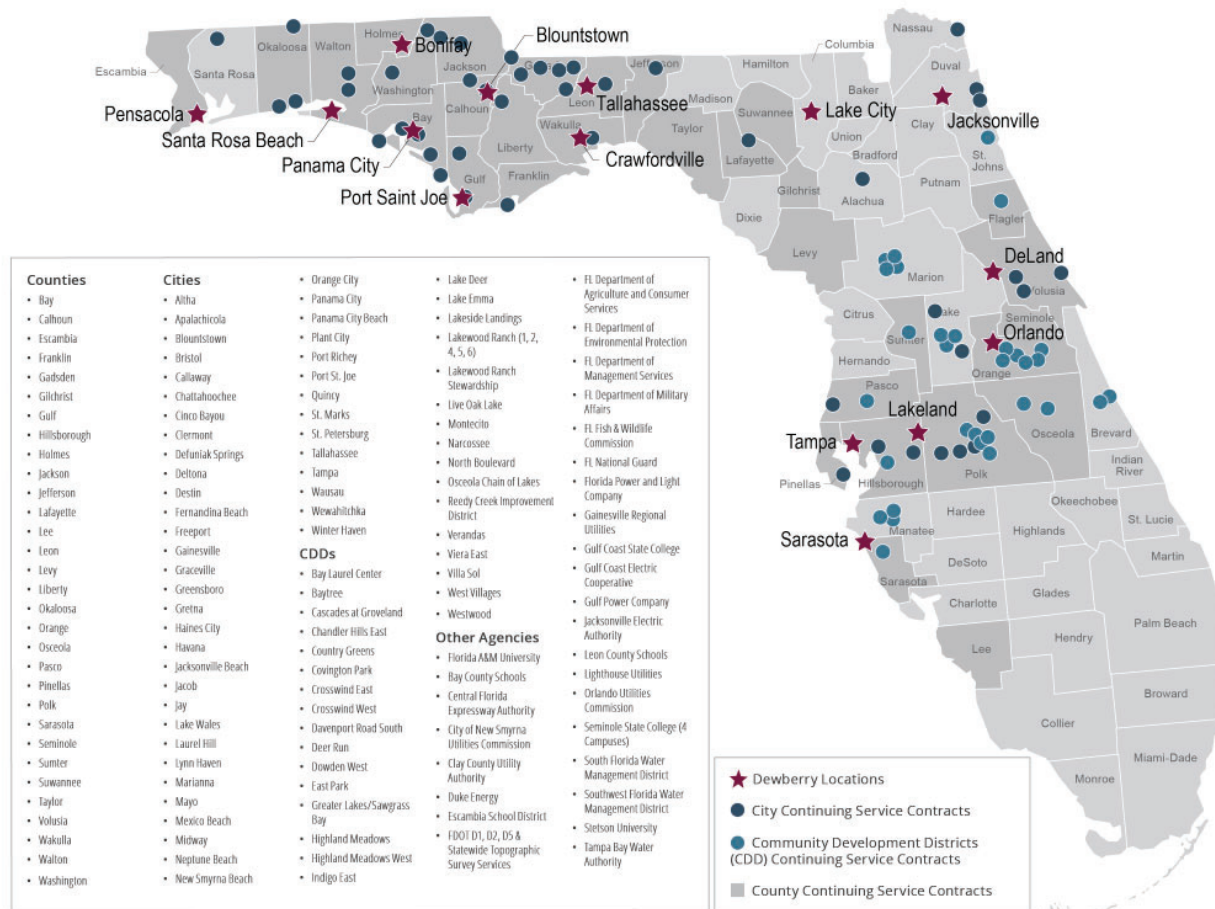 Escambia
Santa Rosa
Okaloosa
Walton
Holmes
Bonifay
Washington
Jackson
Blountstown
Calhoun
Bay
Pensacola
Santa Rosa Beach
Panama City
Port Saint Joe
Gulf
Liberty
Franklin
Leon
Tallahassee
Wakulla
Crawfordville
Madison
Taylor
Hamilton
Suwannee
Lafayette
Columbia
Lake City
Baker
Union
Bradford
Nassau
Duval
Jacksonville
Clay
St.
Johns
Putnam
Alachua
Gilchrist
Dixie
Levy
Flagler
Marion
DeLand
Volusia
Citrus
Seminole
Orlando
Orange
Hernando
Pasco
Lakeland
Tampa
Pinellas
Hillsborough
Polk
Osceola
Brevard
Indian
River
Sarasota
Manatee
Hardee
Highlands
Okeechobee
St. Lucie
DeSoto
Martin
Sarasota
Charlotte
Glades
Lee
Hendry
Palm Beach
Broward
Collier
Miami-Dade
Monroe
Counties
• Bay
• Calhoun
• Escambia
• Franklin
• Gadsden
• Gilchrist
• Gulf
• Hillsborough
• Holmes
• Jackson
• Jefferson
• Lafayette
• Lee
• Leon
• Levy
• Liberty
• Okaloosa
• Orange
• Osceola
• Pasco
• Pinellas
• Polk
• Sarasota
• Seminole
• Sumter
• Suwannee
• Taylor
• Volusia
• Wakulla
• Walton
• Washington
Cities
• Altha
• Apalachicola
• Blountstown
• Bristol
• Callaway
• Chattahoochee
• Cinco Bayou
• Clermont
• Defuniak Springs
• Deltona
• Destin
• Fernandina Beach
• Freeport
• Gainesville
• Graceville
• Greensboro
• Gretna
• Haines City
• Havana
• Jacksonville Beach
• Jacob
• Jay
• Lake Wales
• Laurel Hill
• Lynn Haven
• Marianna
• Mayo
• Mexico Beach
• Midway
• Neptune Beach
• New Smyrna Beach
• Orange City
• Panama City
• Panama City Beach
• Plant City
• Port Richey
• Port St. Joe
• Quincy
• St. Marks
• St. Petersburg
• Tallahassee
• Tampa
• Wausau
• Wewahitchka
• Winter Haven
CDDs
• Bay Laurel Center
• Baytree
• Cascades at Groveland
• Chandler Hills East
• Country Greens
• Covington Park
• Crosswind East
• Crosswind West
• Davenport Road South
• Deer Run
• Dowden West
• East Park
• Greater Lakes/Sawgrass
Bay
• Highland Meadows
• Highland Meadows West
• Indigo East
• Lake Deer
• Lake Emma
• Lakeside Landings
• Lakewood Ranch (1, 2,
4, 5, 6)
• Lakewood Ranch
Stewardship
• Live Oak Lake
• Montecito
• Narcossee
• North Boulevard
• Osceola Chain of Lakes
• Reedy Creek Improvement
District
• Verandas
• Viera East
• Villa Sol
• West Villages
• Westwood
Other Agencies
• Florida A&M University
• Bay County Schools
• Central Florida
Expressway Authority
• City of New Smyrna
Utilities Commission
• Clay County Utility
Authority
• Duke Energy
• Escambia School District
• FDOT D1, D2, D5 &
Statewide Topographic
Survey Services
• FL Department of
Agriculture and Consumer
Services
• FL Department of
Environmental Protection
• FL Department of
Management Services
• FL Department of Military
Affairs
• FL Fish & Wildlife
Commission
• FL National Guard
• Florida Power and Light
Company
• Gainesville Regional
Utilities
• Gulf Coast State College
• Gulf Coast Electric
Cooperative
• Gulf Power Company
• Jacksonville Electric
Authority
• Leon County Schools
• Lighthouse Utilities
• Orlando Utilities
Commission
• Seminole State College (4
Campuses)
• South Florida Water
Management District
• Southwest Florida Water
Management District
• Stetson University
• Tampa Bay Water
Authority
Dewberry Locations
City Continuing Service Contracts
Community Development Districts
(CDD) Continuing Service Contracts
County Continuing Service Contracts